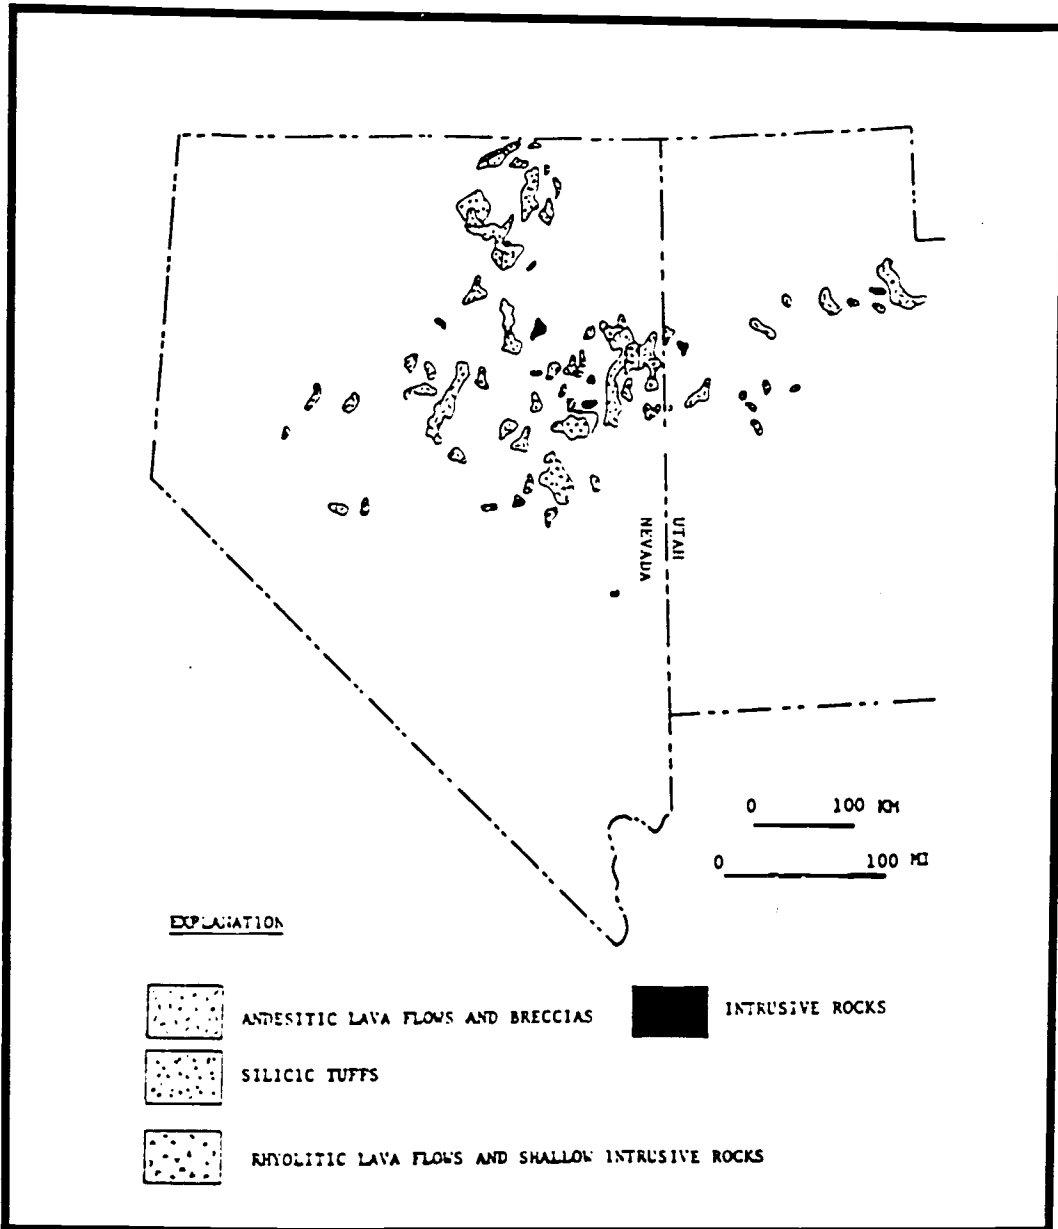 UTAH
NEVADA
0 100 KM
0 100 MI
EXPLANATION
ANDESITIC LAVA FLOWS AND BRECCIAS
INTRUSIVE ROCKS
SILICIC TUFFS
RHYOLITIC LAVA FLOWS AND SHALLOW INTRUSIVE ROCKS